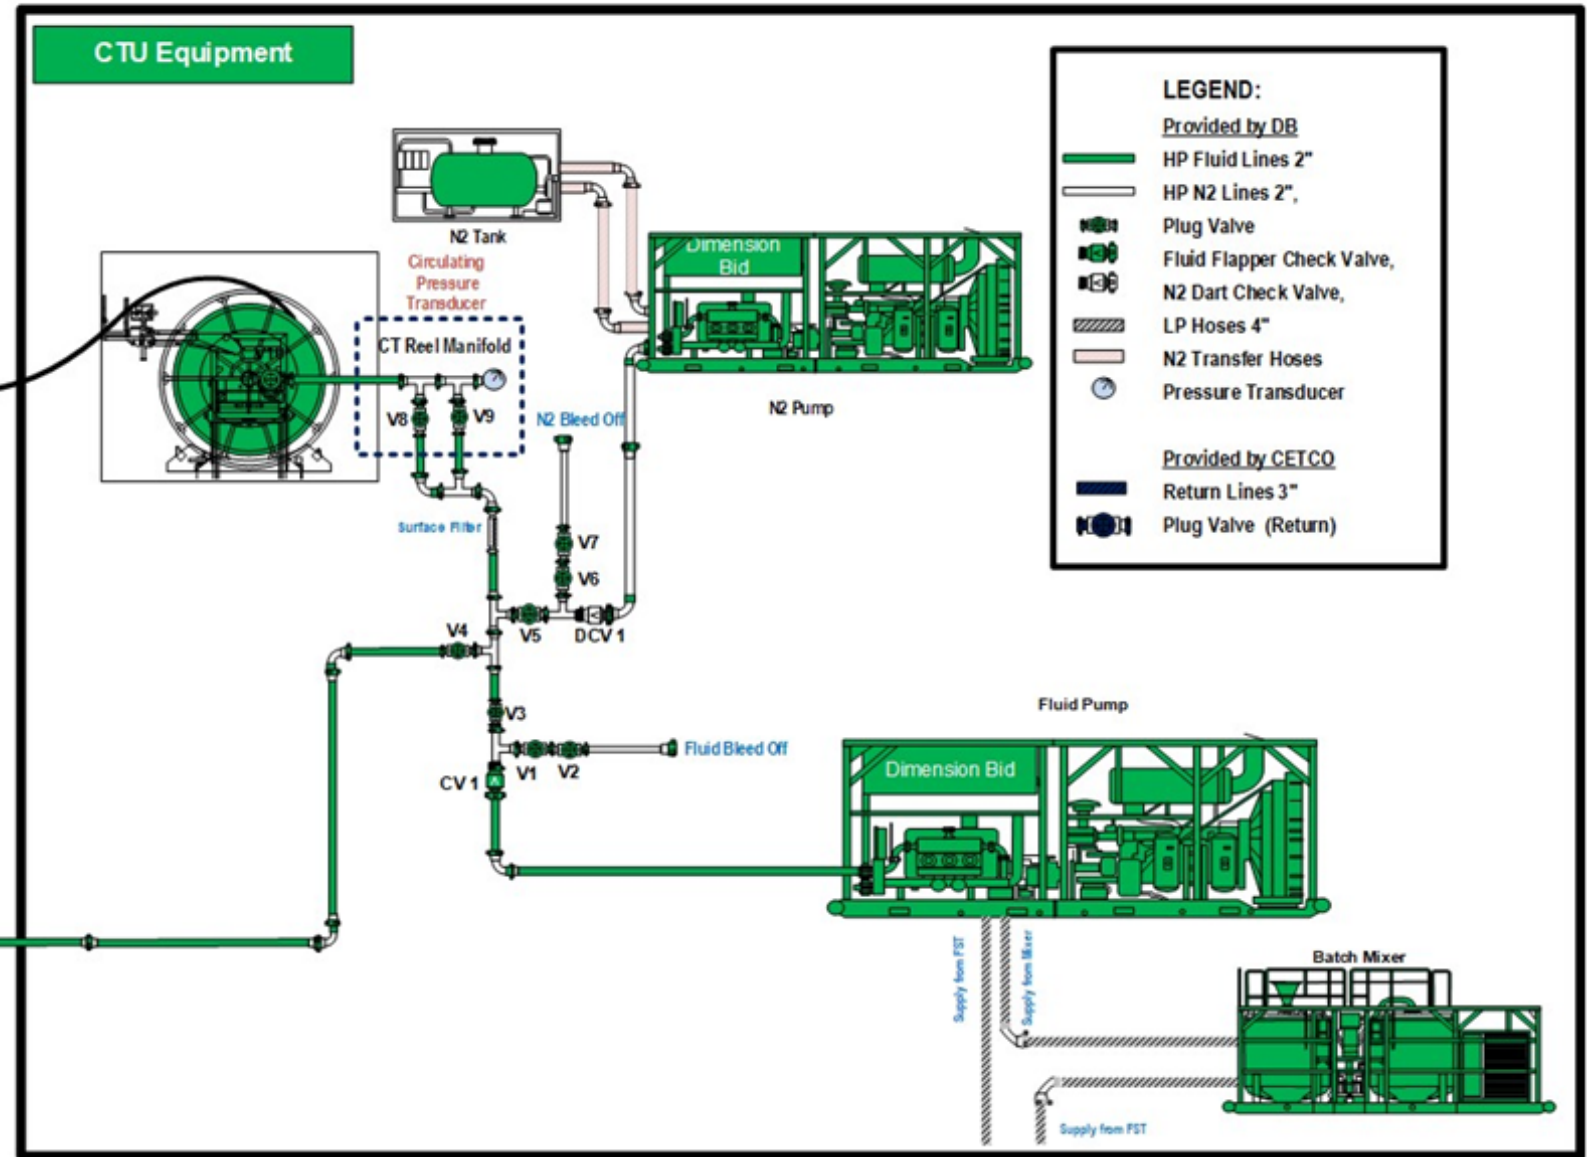 CTU Equipment
LEGEND:
Provided by DB
HP Fluid Lines 2"
HP N2 Lines 2",
Plug Valve
Fluid Flapper Check Valve,
N2 Dart Check Valve,
LP Hoses 4"
N2 Transfer Hoses
Pressure Transducer
Provided by CETCO
Return Lines 3"
Plug Valve (Return)
N2 Tank
Circulating
Pressure
Transducer
Dimension
Bid
CT Reel Manifold
V10
V8
V9
N2 Pump
N2 Bleed Off
Surface Filter
V7
V6
V5
DCV 1
V4
V3
V1
V2
Fluid Bleed Off
CV 1
Fluid Pump
Dimension Bid
Supply from FST
Supply from Mixer
Batch Mixer
Supply from FST